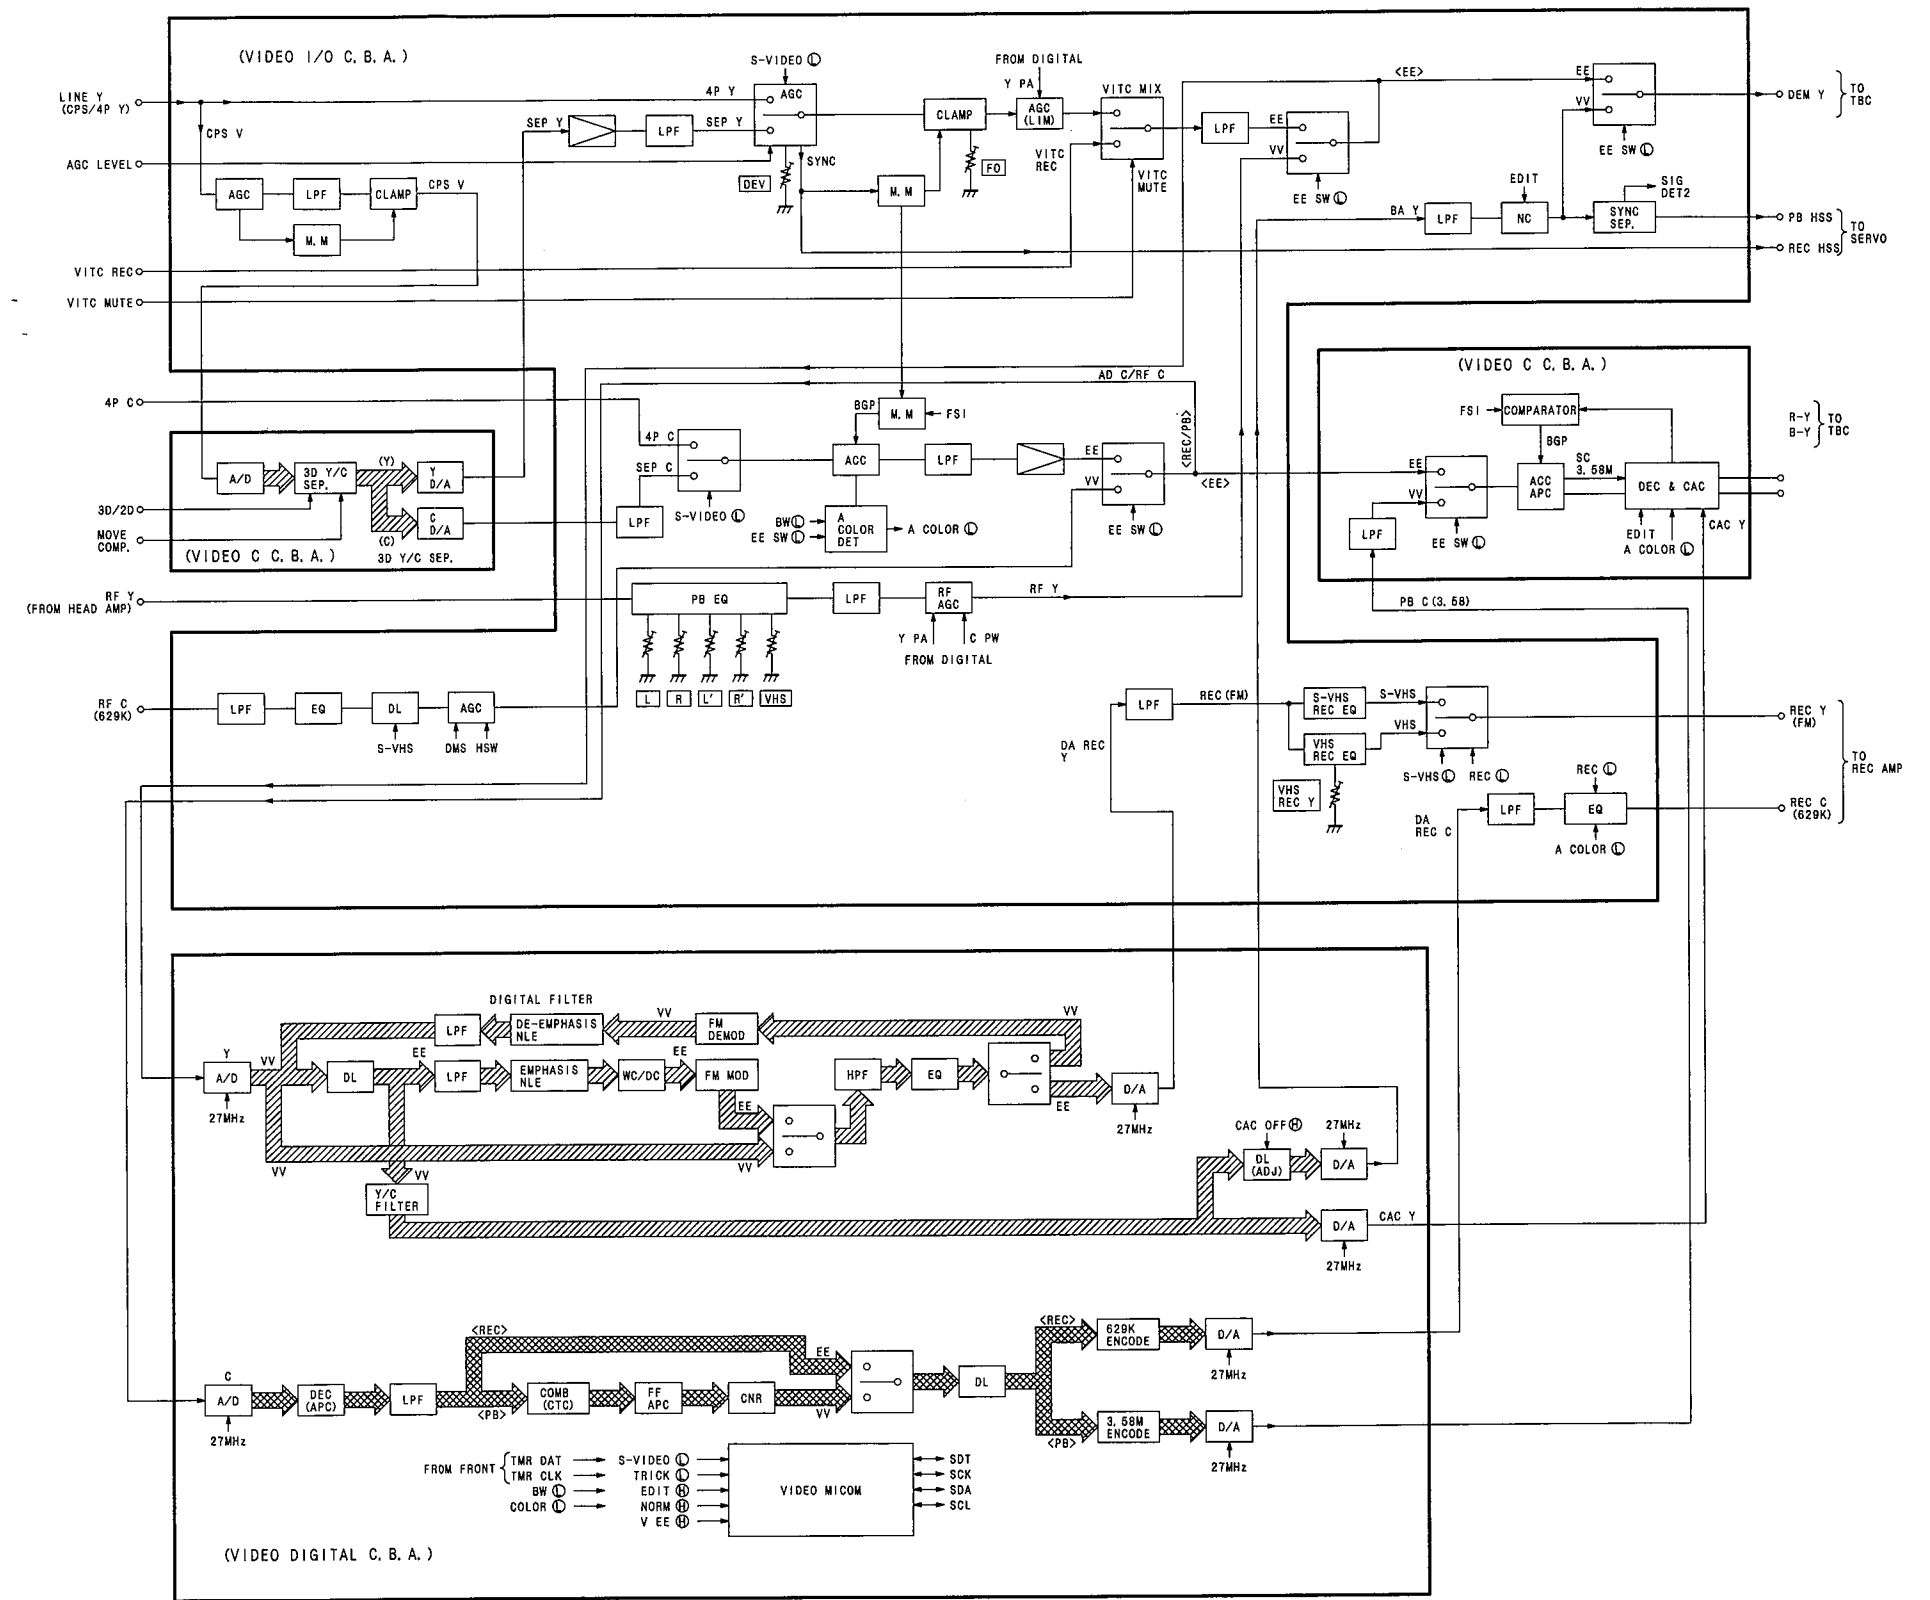 (VIDEO I/O C.B.A.)
LINE Y
(CPS/4P Y)
CPS V
AGC LEVEL
AGC
LPF
CLAMP
CPS V
M.M
VITC REC
VITC MUTE
S-VIDEO Ⓛ
4P Y
AGC
SEP Y
LPF
SEP Y
SYNC
DEV
FROM DIGITAL
Y PA
CLAMP
AGC
(LIM)
FO
M.M
VITC MIX
VITC
REC
VITC
MUTE
LPF
EE
VV
EE SW Ⓛ
<EE>
EE
VV
EE SW Ⓛ
DEM Y
TO
TBC
EDIT
SIG
DET2
BA Y
LPF
NC
SYNC
SEP.
PB HSS
REC HSS
TO
SERVO
4P C
A/D
3D Y/C
SEP.
(Y)
Y
D/A
C
D/A
(C)
3D/2D
MOVE
COMP.
(VIDEO C C.B.A.)
3D Y/C SEP.
AD C/RF C
BGP
M.M
FSI
4P C
SEP C
LPF
S-VIDEO Ⓛ
ACC
LPF
EE
VV
EE SW Ⓛ
<REC/PB>
<EE>
BW Ⓛ
EE SW Ⓛ
A
COLOR
DET
A COLOR Ⓛ
(VIDEO C C.B.A.)
FSI
COMPARATOR
BGP
SC
3.58M
EE
VV
LPF
EE SW Ⓛ
ACC
APC
DEC & CAC
EDIT
A COLOR Ⓛ
CAC Y
R-Y
B-Y
TO
TBC
PB C(3.58)
RF Y
(FROM HEAD AMP)
PB EQ
LPF
RF
AGC
RF Y
Y PA
C PW
FROM DIGITAL
L
R
L'
R'
VHS
RF C
(629K)
LPF
EQ
DL
AGC
S-VHS
DMS HSW
LPF
REC(FM)
DA REC
Y
S-VHS
REC EQ
S-VHS
VHS
REC EQ
VHS
S-VHS Ⓛ
REC Ⓛ
VHS
REC Y
REC Y
(FM)
TO
REC AMP
REC Ⓛ
DA
REC C
LPF
EQ
A COLOR Ⓛ
REC C
(629K)
DIGITAL FILTER
LPF
DE-EMPHASIS
NLE
VV
FM
DEMOD
VV
Y
A/D
VV
27MHz
DL
EE
LPF
EMPHASIS
NLE
WC/DC
EE
FM MOD
EE
VV
VV
VV
HPF
EQ
EE
D/A
27MHz
Y/C
FILTER
CAC OFF Ⓗ
27MHz
DL
(ADJ)
D/A
D/A
CAC Y
27MHz
<REC>
C
A/D
27MHz
DEC
(APC)
LPF
<PB>
COMB
(CTC)
FF
APC
CNR
EE
VV
DL
<REC>
629K
ENCODE
D/A
27MHz
<PB>
3.58M
ENCODE
D/A
27MHz
FROM FRONT
TMR DAT
TMR CLK
BW Ⓛ
COLOR Ⓛ
S-VIDEO Ⓛ
TRICK Ⓛ
EDIT Ⓗ
NORM Ⓗ
V EE Ⓗ
VIDEO MICOM
SDT
SCK
SDA
SCL
(VIDEO DIGITAL C.B.A.)